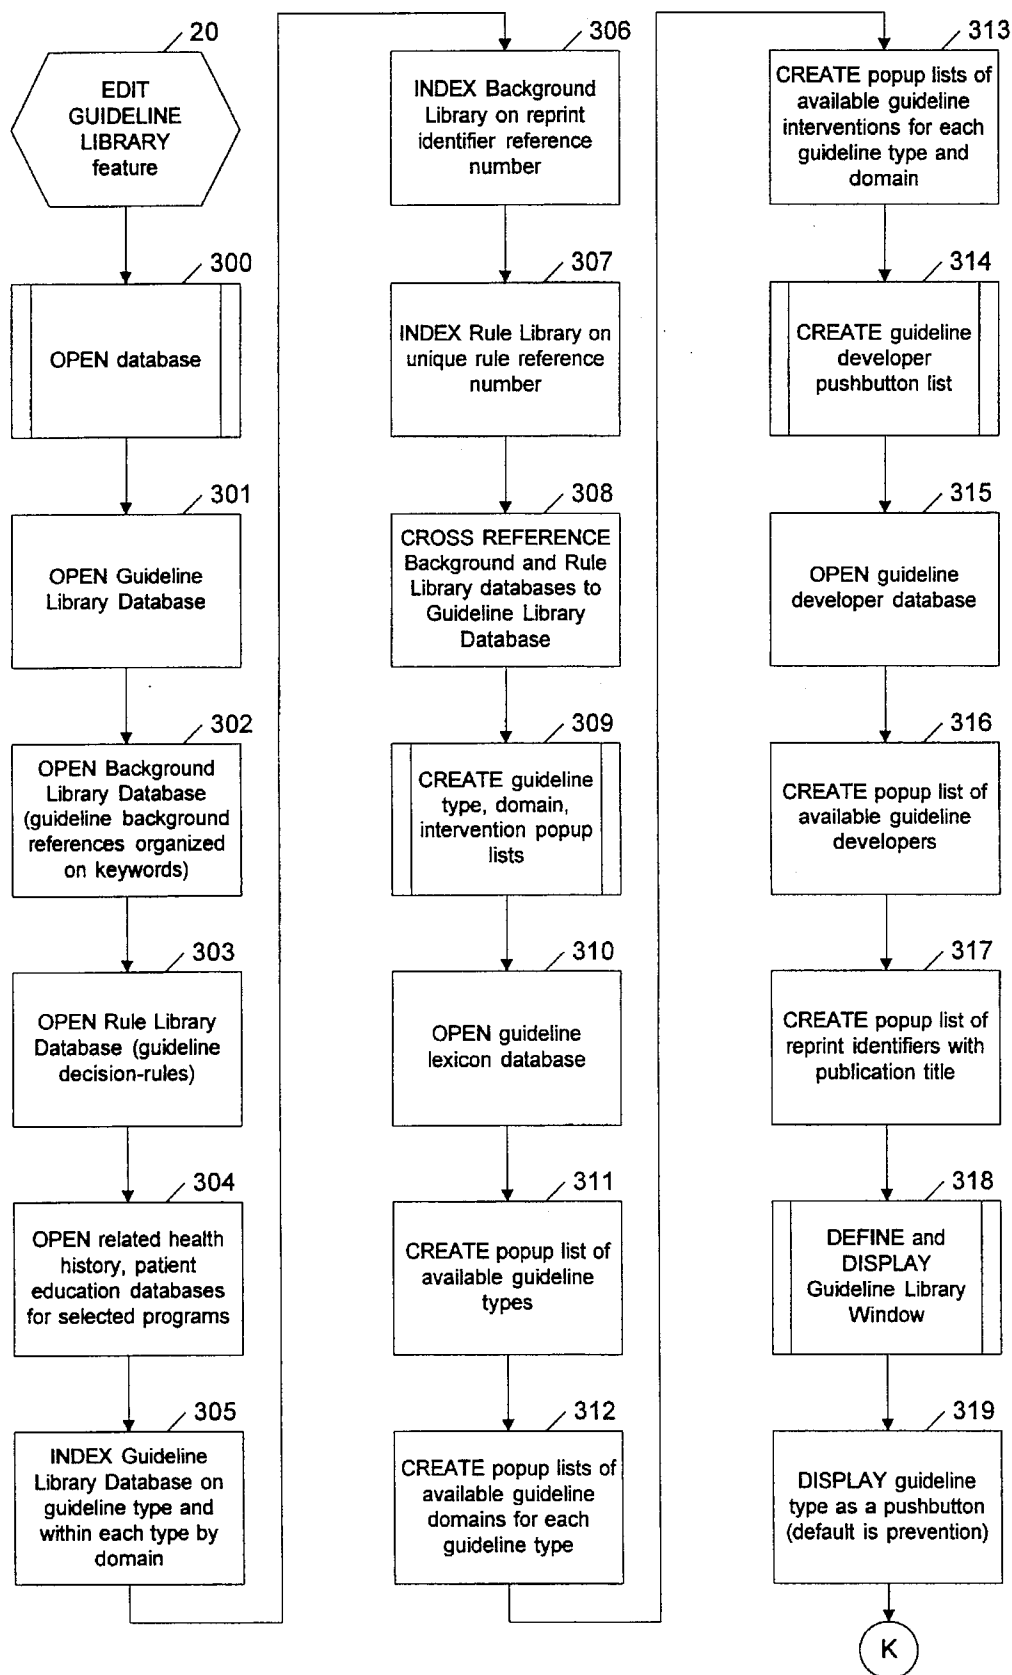 20
EDIT
GUIDELINE
LIBRARY
feature
300
OPEN database
301
OPEN Guideline
Library Database
302
OPEN Background
Library Database
(guideline background
references organized
on keywords)
303
OPEN Rule Library
Database (guideline
decision-rules)
304
OPEN related health
history, patient
education databases
for selected programs
305
INDEX Guideline
Library Database on
guideline type and
within each type by
domain
306
INDEX Background
Library on reprint
identifier reference
number
307
INDEX Rule Library on
unique rule reference
number
308
CROSS REFERENCE
Background and Rule
Library databases to
Guideline Library
Database
309
CREATE guideline
type, domain,
intervention popup
lists
310
OPEN guideline
lexicon database
311
CREATE popup list of
available guideline
types
312
CREATE popup lists of
available guideline
domains for each
guideline type
313
CREATE popup lists of
available guideline
interventions for each
guideline type and
domain
314
CREATE guideline
developer
pushbutton list
315
OPEN guideline
developer database
316
CREATE popup list of
available guideline
developers
317
CREATE popup list of
reprint identifiers with
publication title
318
DEFINE and
DISPLAY
Guideline Library
Window
319
DISPLAY guideline
type as a pushbutton
(default is prevention)
K